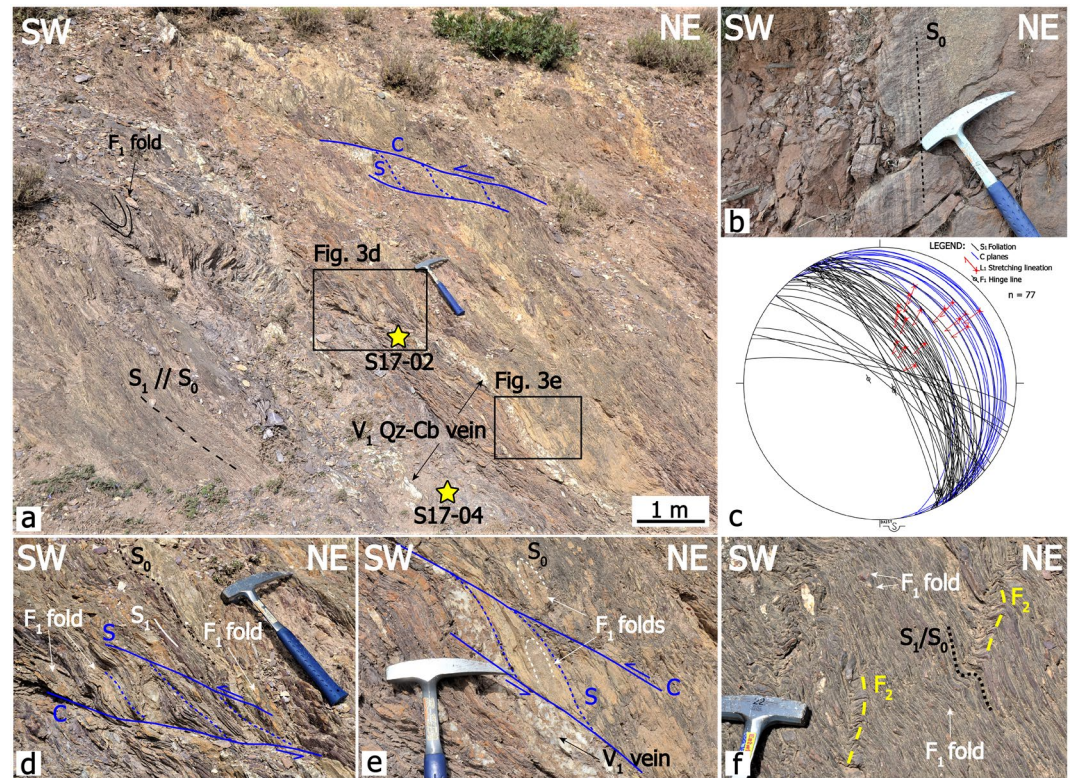 SW
NE
F₁ fold
C
S
Fig. 3d
S17-02
Fig. 3e
S₁ // S₀
V₁ Qz-Cb vein
S17-04
1 m
a
SW
NE
S₀
b
LEGEND:
S₁ Foliation
C planes
L₁ Stretching lineation
F₁ Hinge line
n = 77
S
c
SW
NE
S₀
F₁ fold
S
S₁
F₁ fold
C
d
SW
NE
S₀
F₁ folds
S
C
V₁ vein
e
SW
NE
F₁ fold
F₂
S₁/S₀
F₂
F₁ fold
f